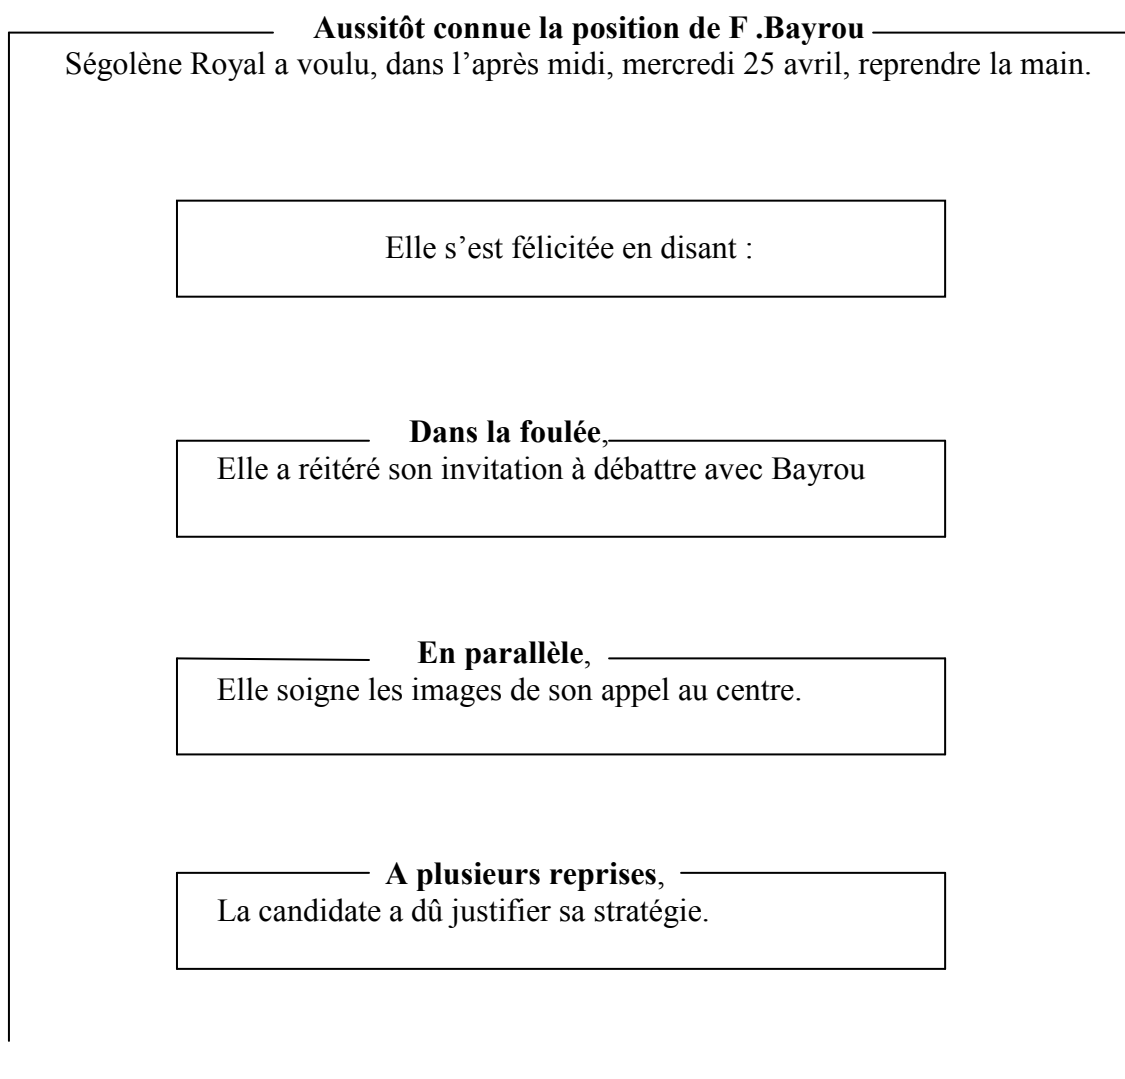 Aussitôt connue la position de F .Bayrou
Ségolène Royal a voulu, dans l’après midi, mercredi 25 avril, reprendre la main.
Elle s’est félicitée en disant :
Dans la foulée,
Elle a réitéré son invitation à débattre avec Bayrou
En parallèle,
Elle soigne les images de son appel au centre.
A plusieurs reprises,
La candidate a dû justifier sa stratégie.